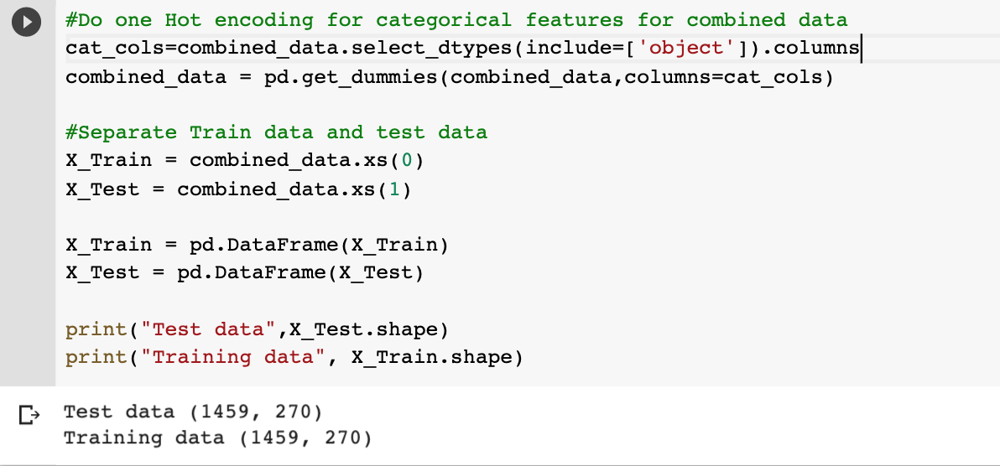 #Do one Hot encoding for categorical features for combined data
cat_cols=combined_data.select_dtypes(include=['object']).columns
combined_data = pd.get_dummies(combined_data,columns=cat_cols)
#Separate Train data and test data
X_Train = combined_data.xs(0)
X_Test = combined_data.xs(1)
X_Train = pd.DataFrame(X_Train)
X_Test = pd.DataFrame(X_Test)
print("Test data",X_Test.shape)
print("Training data", X_Train.shape)
Test data (1459, 270)
Training data (1459, 270)